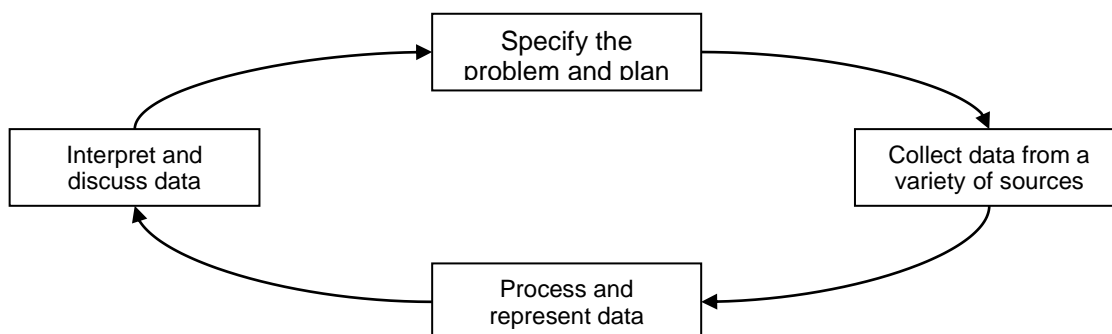 Specify the
problem and plan
Interpret and
discuss data
Collect data from a
variety of sources
Process and
represent data